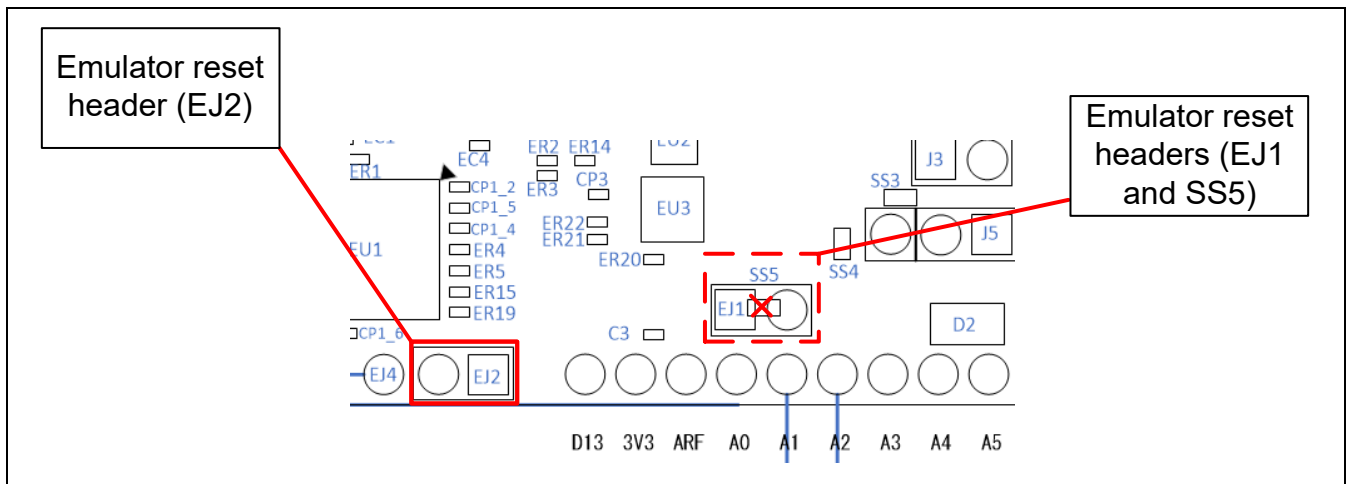 Emulator reset
header (EJ2)
Emulator reset
headers (EJ1
and SS5)
EC4
ER2 ER14
EU2
J3
ER1
ER3
CP3
SS3
CP1_2
CP1_5
CP1_4
EU3
ER22
ER21
J5
EU1
ER4
ER5
ER15
ER19
ER20
SS5
SS4
EJ1
D2
CP1_6
C3
EJ4
EJ2
D13 3V3 ARF A0 A1 A2 A3 A4 A5